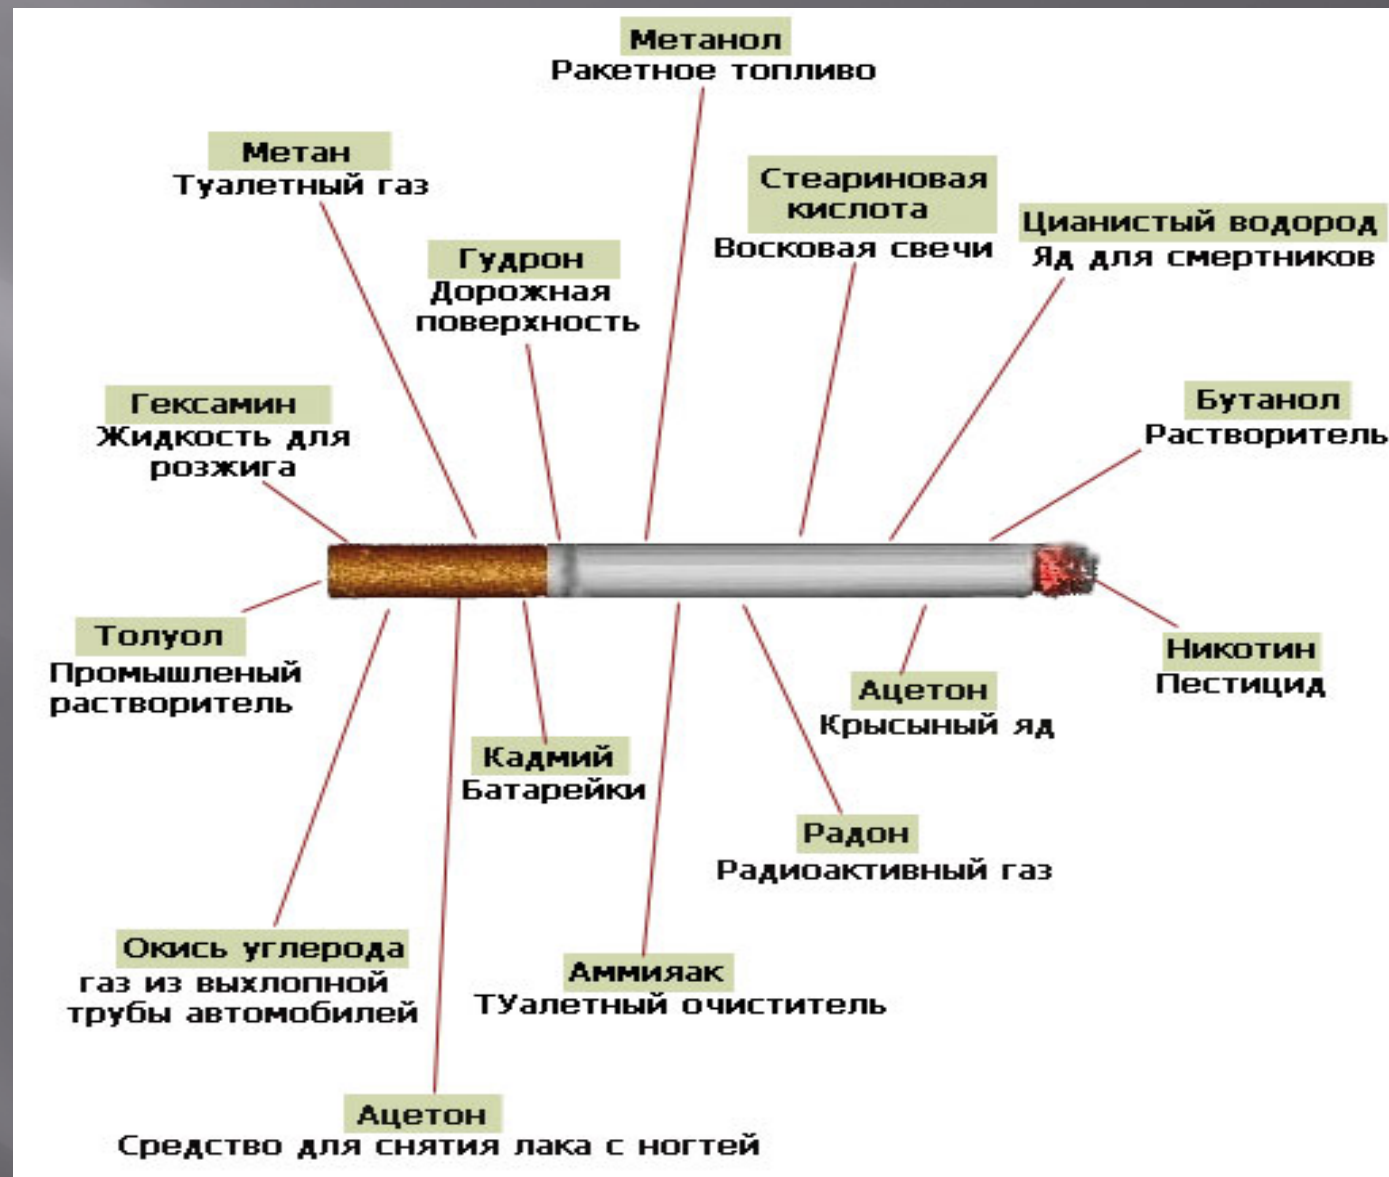 Метанол
Ракетное топливо
Метан
Туалетный газ
Стеариновая
кислота
Восковая свечи
Цианистый водород
Яд для смертников
Гудрон
Дорожная
поверхность
Гексамин
Жидкость для
розжига
Бутанол
Растворитель
Толуол
Промышленый
растворитель
Никотин
Пестицид
Ацетон
Крысыный яд
Кадмий
Батарейки
Радон
Радиоактивный газ
Окись углерода
газ из выхлопной
трубы автомобилей
Аммияак
ТУалетный очиститель
Ацетон
Средство для снятия лака с ногтей